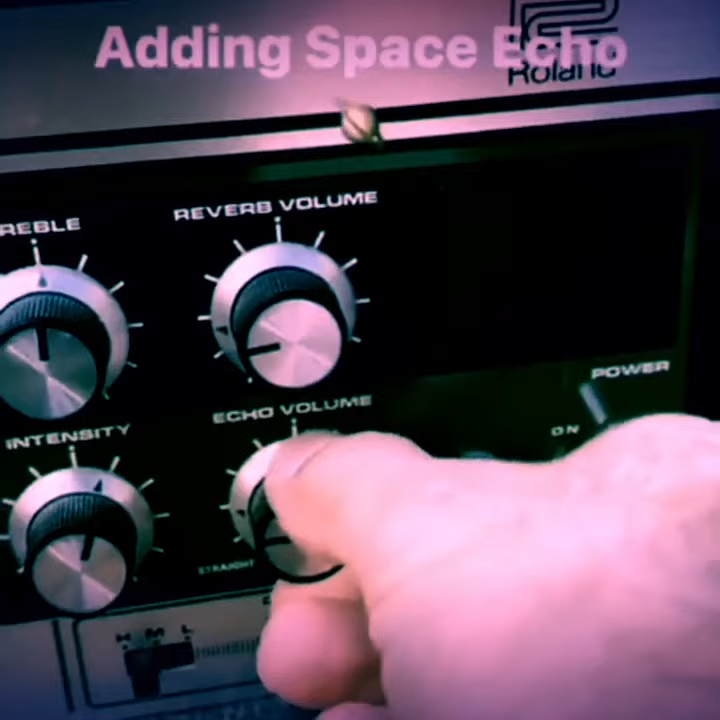 Adding Space Echo
Roland
REBLE
REVERB VOLUME
POWER
INTENSITY
ECHO VOLUME
ON
STRAIGHT
H M L